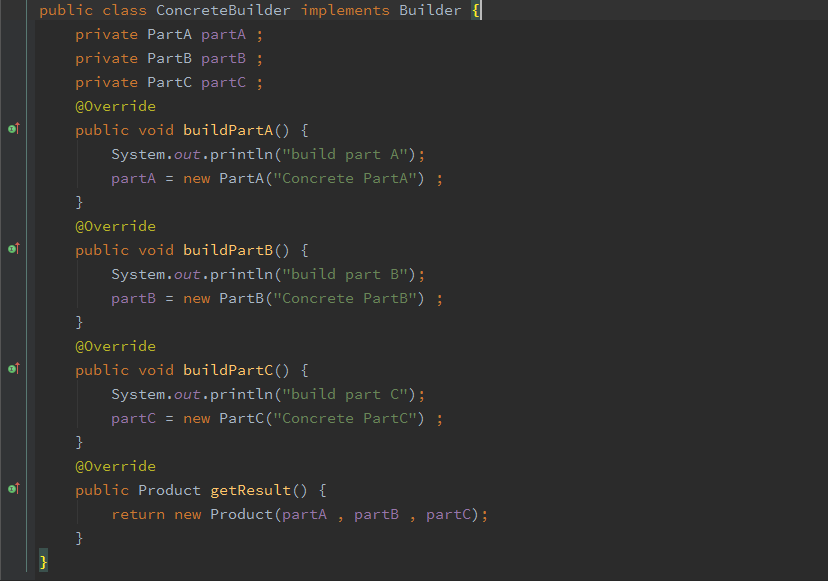 public class ConcreteBuilder implements Builder {
    private PartA partA ;
    private PartB partB ;
    private PartC partC ;
    @Override
    public void buildPartA() {
        System.out.println("build part A");
        partA = new PartA("Concrete PartA") ;
    }
    @Override
    public void buildPartB() {
        System.out.println("build part B");
        partB = new PartB("Concrete PartB") ;
    }
    @Override
    public void buildPartC() {
        System.out.println("build part C");
        partC = new PartC("Concrete PartC") ;
    }
    @Override
    public Product getResult() {
        return new Product(partA , partB , partC);
    }
}